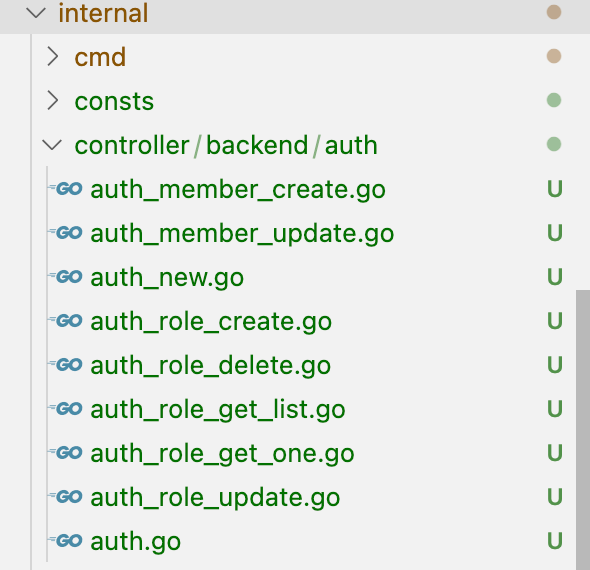 internal
cmd
consts
controller/backend/auth
GO auth_member_create.go U
GO auth_member_update.go U
GO auth_new.go U
GO auth_role_create.go U
GO auth_role_delete.go U
GO auth_role_get_list.go U
GO auth_role_get_one.go U
GO auth_role_update.go U
GO auth.go U